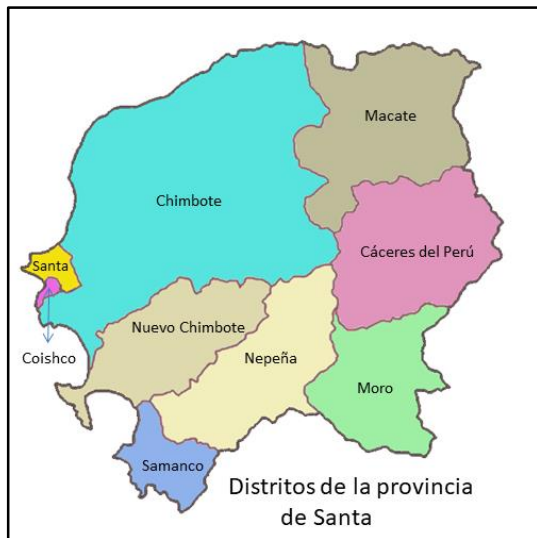 Macate
Chimbote
Cáceres del Perú
Santa
Nuevo Chimbote
Coishco
Nepeña
Moro
Samanco
Distritos de la provincia
de Santa